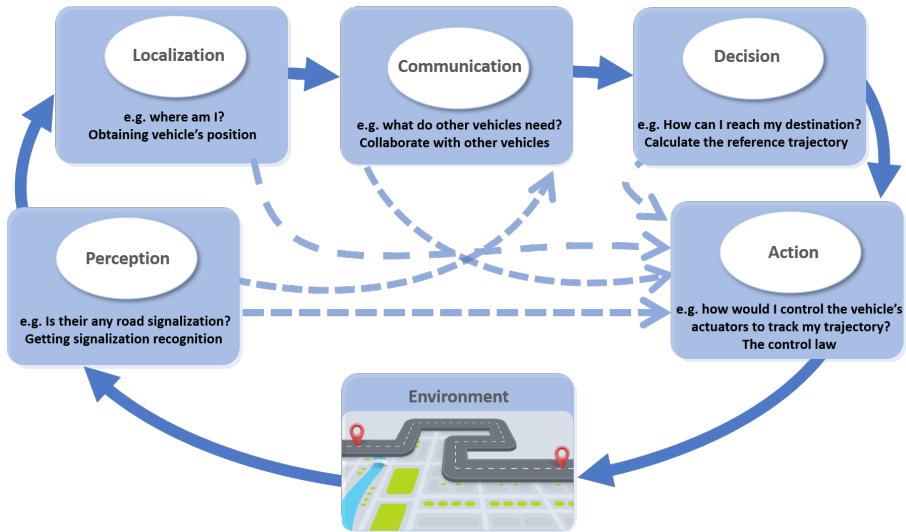 Localization
e.g. where am I?
Obtaining vehicle's position
Communication
e.g. what do other vehicles need?
Collaborate with other vehicles
Decision
e.g. How can I reach my destination?
Calculate the reference trajectory
Perception
e.g. Is their any road signalization?
Getting signalization recognition
Action
e.g. how would I control the vehicle's
actuators to track my trajectory?
The control law
Environment